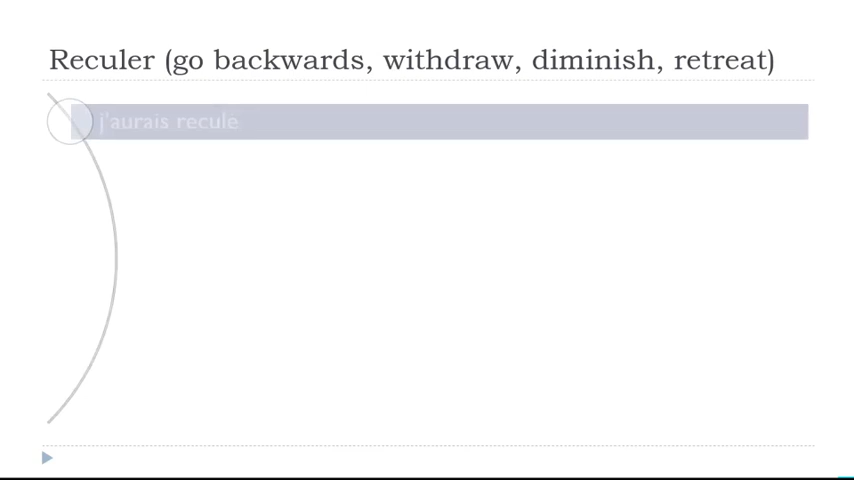 Reculer (go backwards, withdraw, diminish, retreat)
j'aurais reculé